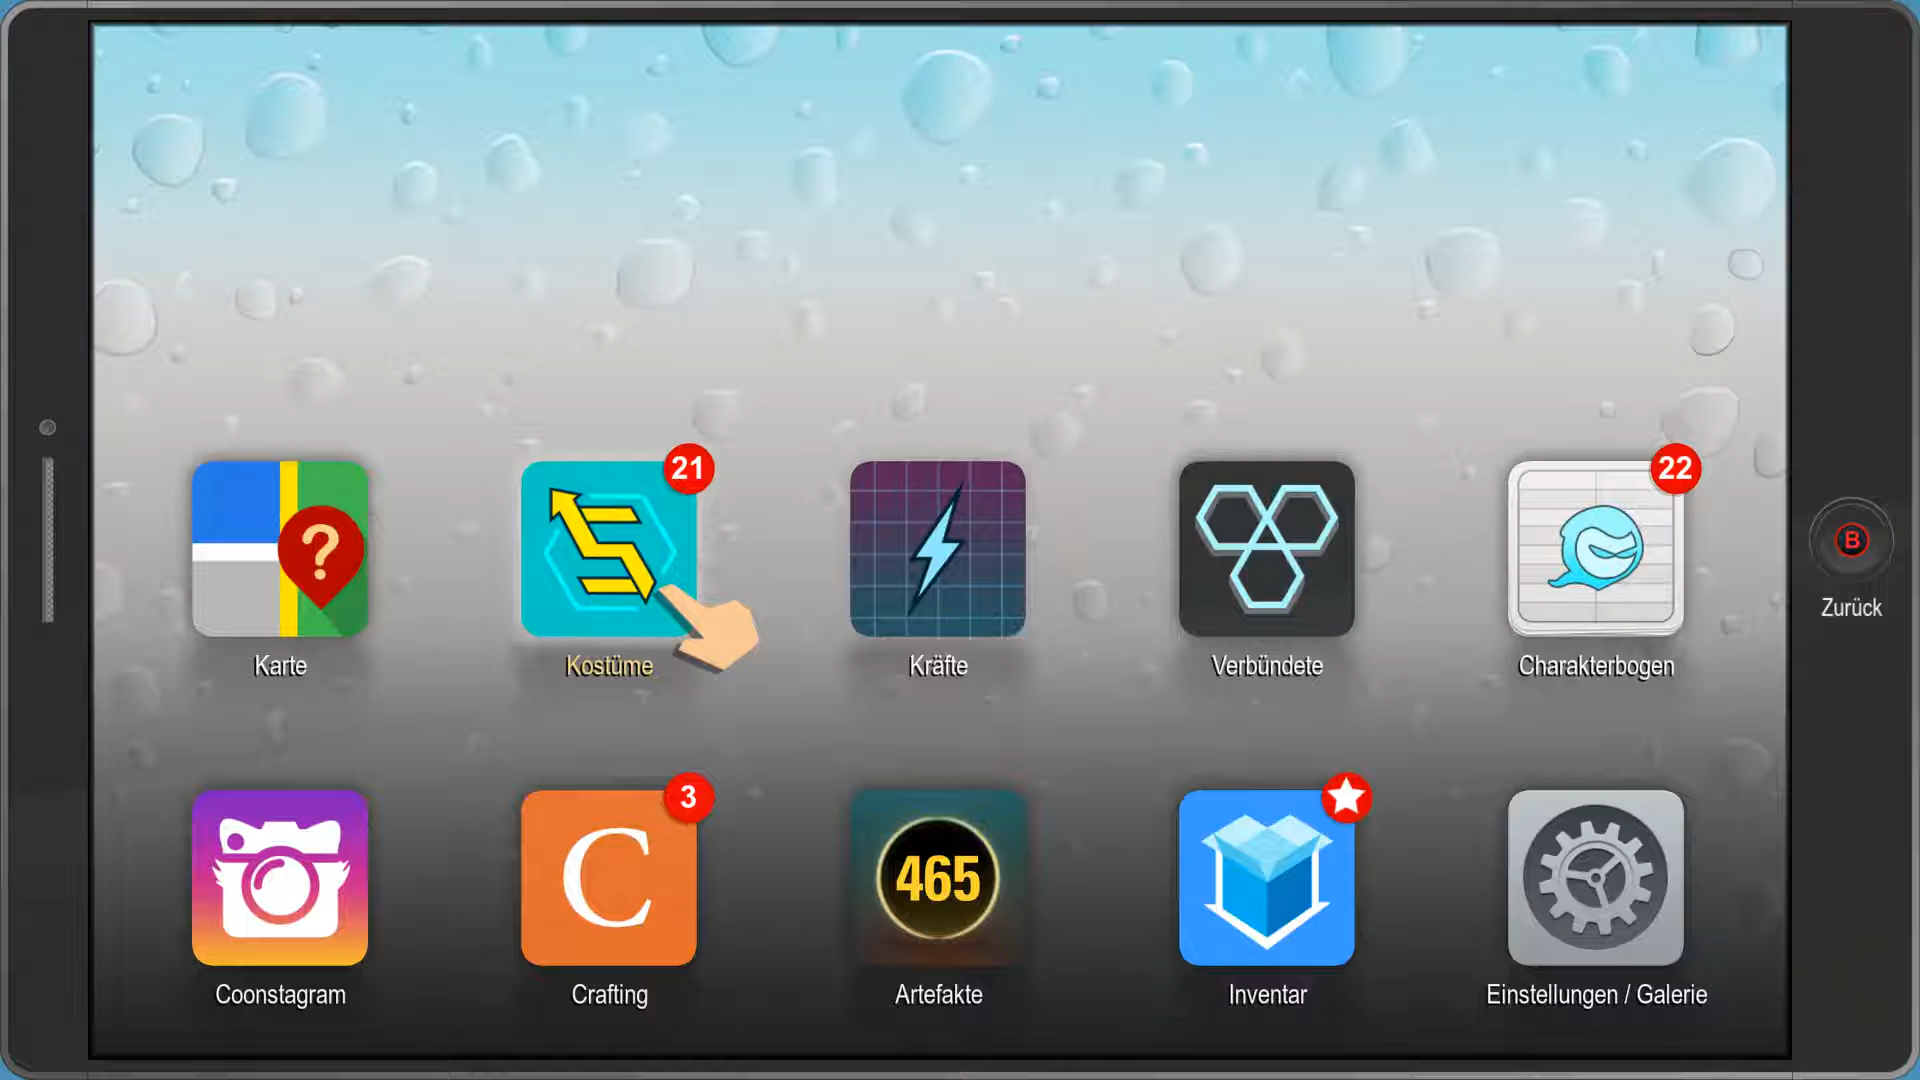 21
22
?
Karte
Kostüme
Kräfte
Verbündete
Charakterbogen
B
Zurück
3
C
465
Coonstagram
Crafting
Artefakte
Inventar
Einstellungen / Galerie